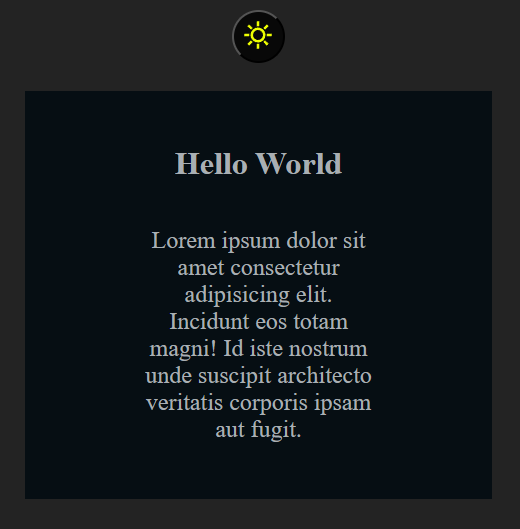 Hello World
Lorem ipsum dolor sit
amet consectetur
adipisicing elit.
Incidunt eos totam
magni! Id iste nostrum
unde suscipit architecto
veritatis corporis ipsam
aut fugit.